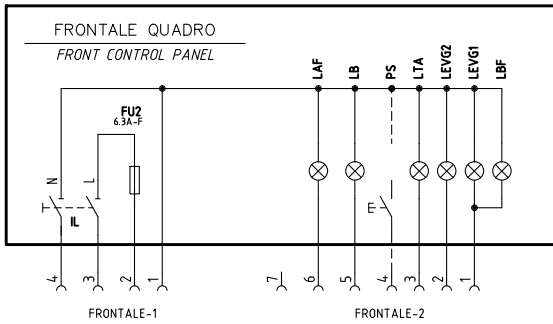 FRONTALE QUADRO
FRONT CONTROL PANEL
LAF
LB
PS
LTA
LEVG2
LEVG1
LBF
FU2
6.3A-F
N
L
IL
4
3
2
1
7
6
5
4
3
2
1
FRONTALE-1
FRONTALE-2